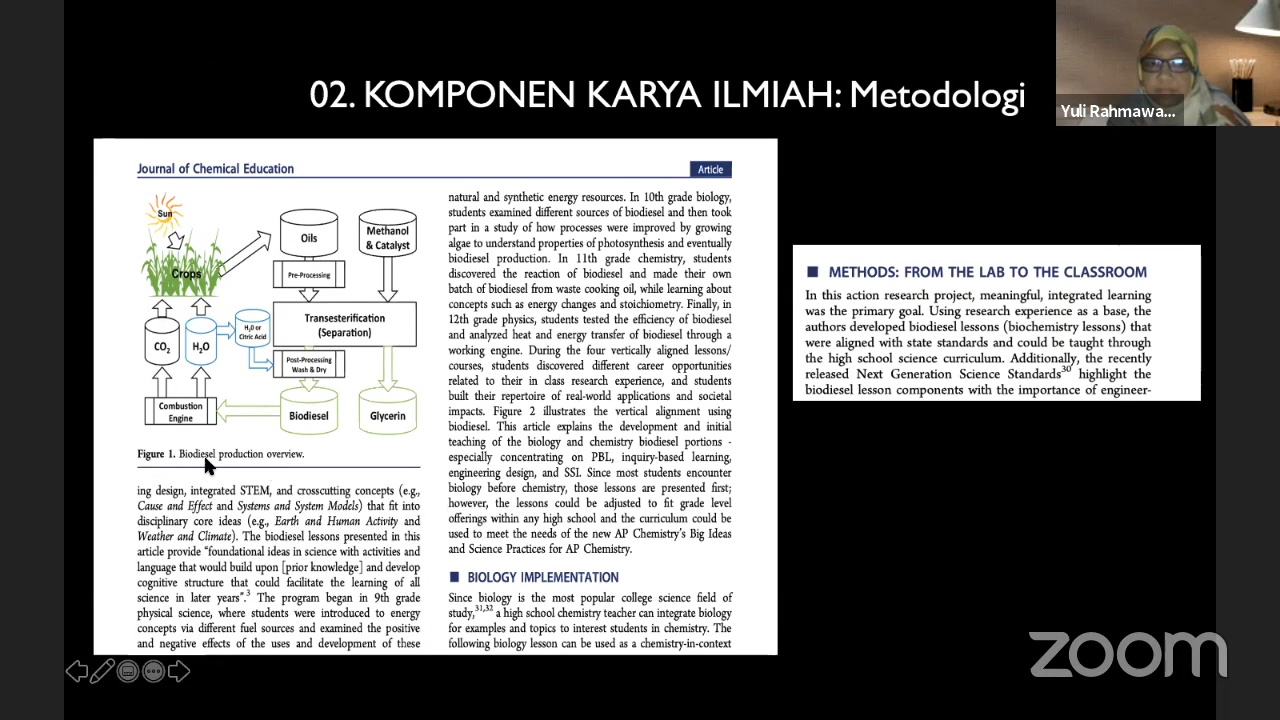 02. KOMPONEN KARYA ILMIAH: Metodologi
Yuli Rahmawa...
Journal of Chemical Education
Article
Sun
Crops
Oils
Methanol
& Catalyst
Pre-Processing
Transesterification
(Separation)
CO2
H2O
H2O or
Citric Acid
Post-Processing
Wash & Dry
Combustion
Engine
Biodiesel
Glycerin
Figure 1. Biodiesel production overview.
ing design, integrated STEM, and crosscutting concepts (e.g.,
Cause and Effect and Systems and System Models) that fit into
disciplinary core ideas (e.g., Earth and Human Activity and
Weather and Climate). The biodiesel lessons presented in this
article provide “foundational ideas in science with activities and
language that would build upon [prior knowledge] and develop
cognitive structure that could facilitate the learning of all
science in later years”.3 The program began in 9th grade
physical science, where students were introduced to energy
concepts via different fuel sources and examined the positive
and negative effects of the uses and development of these
natural and synthetic energy resources. In 10th grade biology,
students examined different sources of biodiesel and then took
part in a study of how processes were improved by growing
algae to understand properties of photosynthesis and eventually
biodiesel production. In 11th grade chemistry, students
discovered the reaction of biodiesel and made their own
batch of biodiesel from waste cooking oil, while learning about
concepts such as energy changes and stoichiometry. Finally, in
12th grade physics, students tested the efficiency of biodiesel
and analyzed heat and energy transfer of biodiesel through a
working engine. During the four vertically aligned lessons/
courses, students discovered different career opportunities
related to their in class research experience, and students
built their repertoire of real-world applications and societal
impacts. Figure 2 illustrates the vertical alignment using
biodiesel. This article explains the development and initial
teaching of the biology and chemistry biodiesel portions -
especially concentrating on PBL, inquiry-based learning,
engineering design, and SSI. Since most students encounter
biology before chemistry, those lessons are presented first;
however, the lessons could be adjusted to fit grade level
offerings within any high school and the curriculum could be
used to meet the needs of the new AP Chemistry’s Big Ideas
and Science Practices for AP Chemistry.
■ BIOLOGY IMPLEMENTATION
Since biology is the most popular college science field of
study,31,32 a high school chemistry teacher can integrate biology
for examples and topics to interest students in chemistry. The
following biology lesson can be used as a chemistry-in-context
■ METHODS: FROM THE LAB TO THE CLASSROOM
In this action research project, meaningful, integrated learning
was the primary goal. Using research experience as a base, the
authors developed biodiesel lessons (biochemistry lessons) that
were aligned with state standards and could be taught through
the high school science curriculum. Additionally, the recently
released Next Generation Science Standards30 highlight the
biodiesel lesson components with the importance of engineer-
zoom